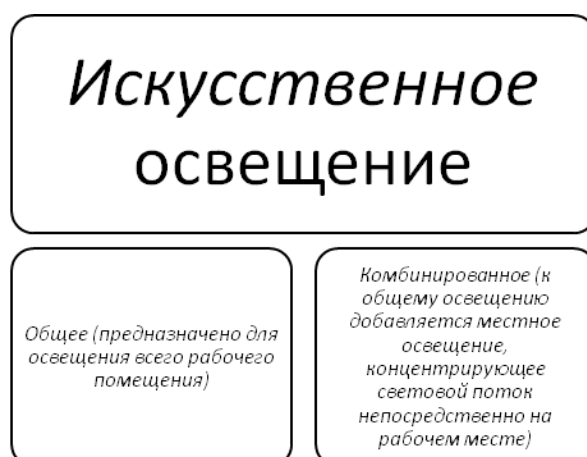 Искусственное
освещение
Общее (предназначено для
освещения всего рабочего
помещения)
Комбинированное (к
общему освещению
добавляется местное
освещение,
концентрирующее
световой поток
непосредственно на
рабочем месте)